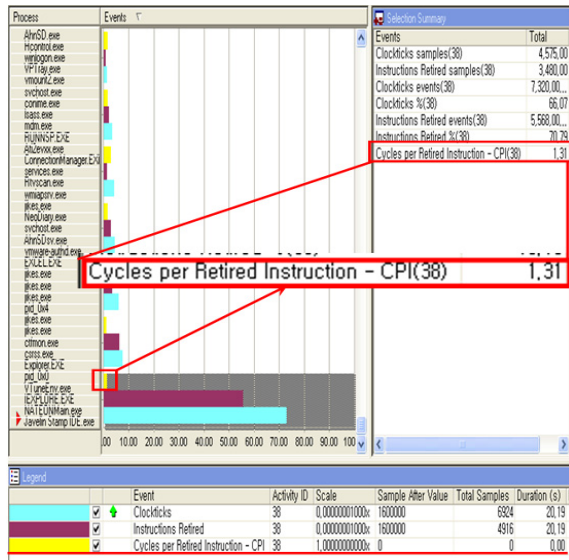 Process
Events
AhnSD.exe
Hcontrol.exe
winlogon.exe
VPTray.exe
vmount2.exe
svchost.exe
conime.exe
lsass.exe
mdm.exe
RUNNSP.EXE
Ati2evxx.exe
ConnectionManager.EXE
services.exe
Rtvscan.exe
wmiapsrv.exe
jikes.exe
NeoDiary.exe
svchost.exe
AhnSDsv.exe
vmware-authd.exe
EXCEL.EXE
jikes.exe
jikes.exe
jikes.exe
pid_0x4
jikes.exe
jikes.exe
ctfmon.exe
csrss.exe
Explorer.EXE
pid_0x0
VTuneEnv.exe
IEXPLORE.EXE
NATEONMain.exe
Javelin Stamp IDE.exe
.00 10.00 20.00 30.00 40.00 50.00 60.00 70.00 80.00 90.00 100
Selection Summary
Events Total
Clockticks samples(38) 4,575,00
Instructions Retired samples(38) 3,480,00
Clockticks events(38) 7,320,00...
Clockticks %(38) 66,07
Instructions Retired events(38) 5,568,00...
Instructions Retired %(38) 70,79
Cycles per Retired Instruction - CPI(38) 1,31
Cycles per Retired Instruction - CPI(38) 1,31
Legend
Event Activity ID Scale Sample After Value Total Samples Duration (s)
Clockticks 38 0,00000001000x 1600000 6924 20,19
Instructions Retired 38 0,00000001000x 1600000 4916 20,19
Cycles per Retired Instruction - CPI 38 1,00000000000x 0 0 0,00